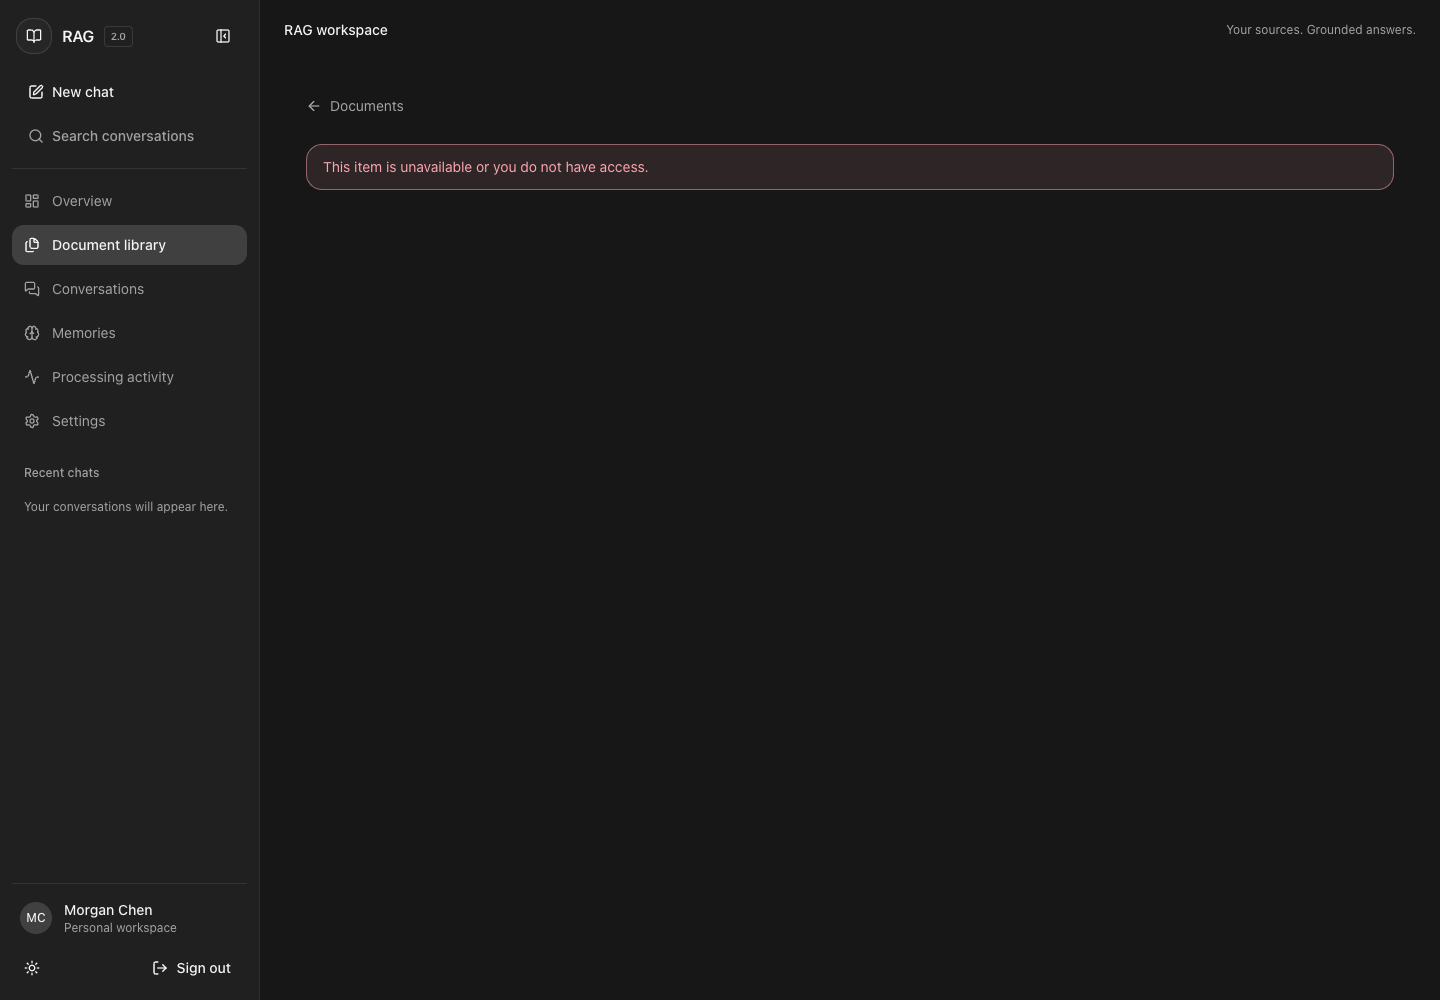 RAG 2.0
New chat
Search conversations
Overview
Document library
Conversations
Memories
Processing activity
Settings
Recent chats
Your conversations will appear here.
MC
Morgan Chen
Personal workspace
Sign out
RAG workspace
Your sources. Grounded answers.
Documents
This item is unavailable or you do not have access.